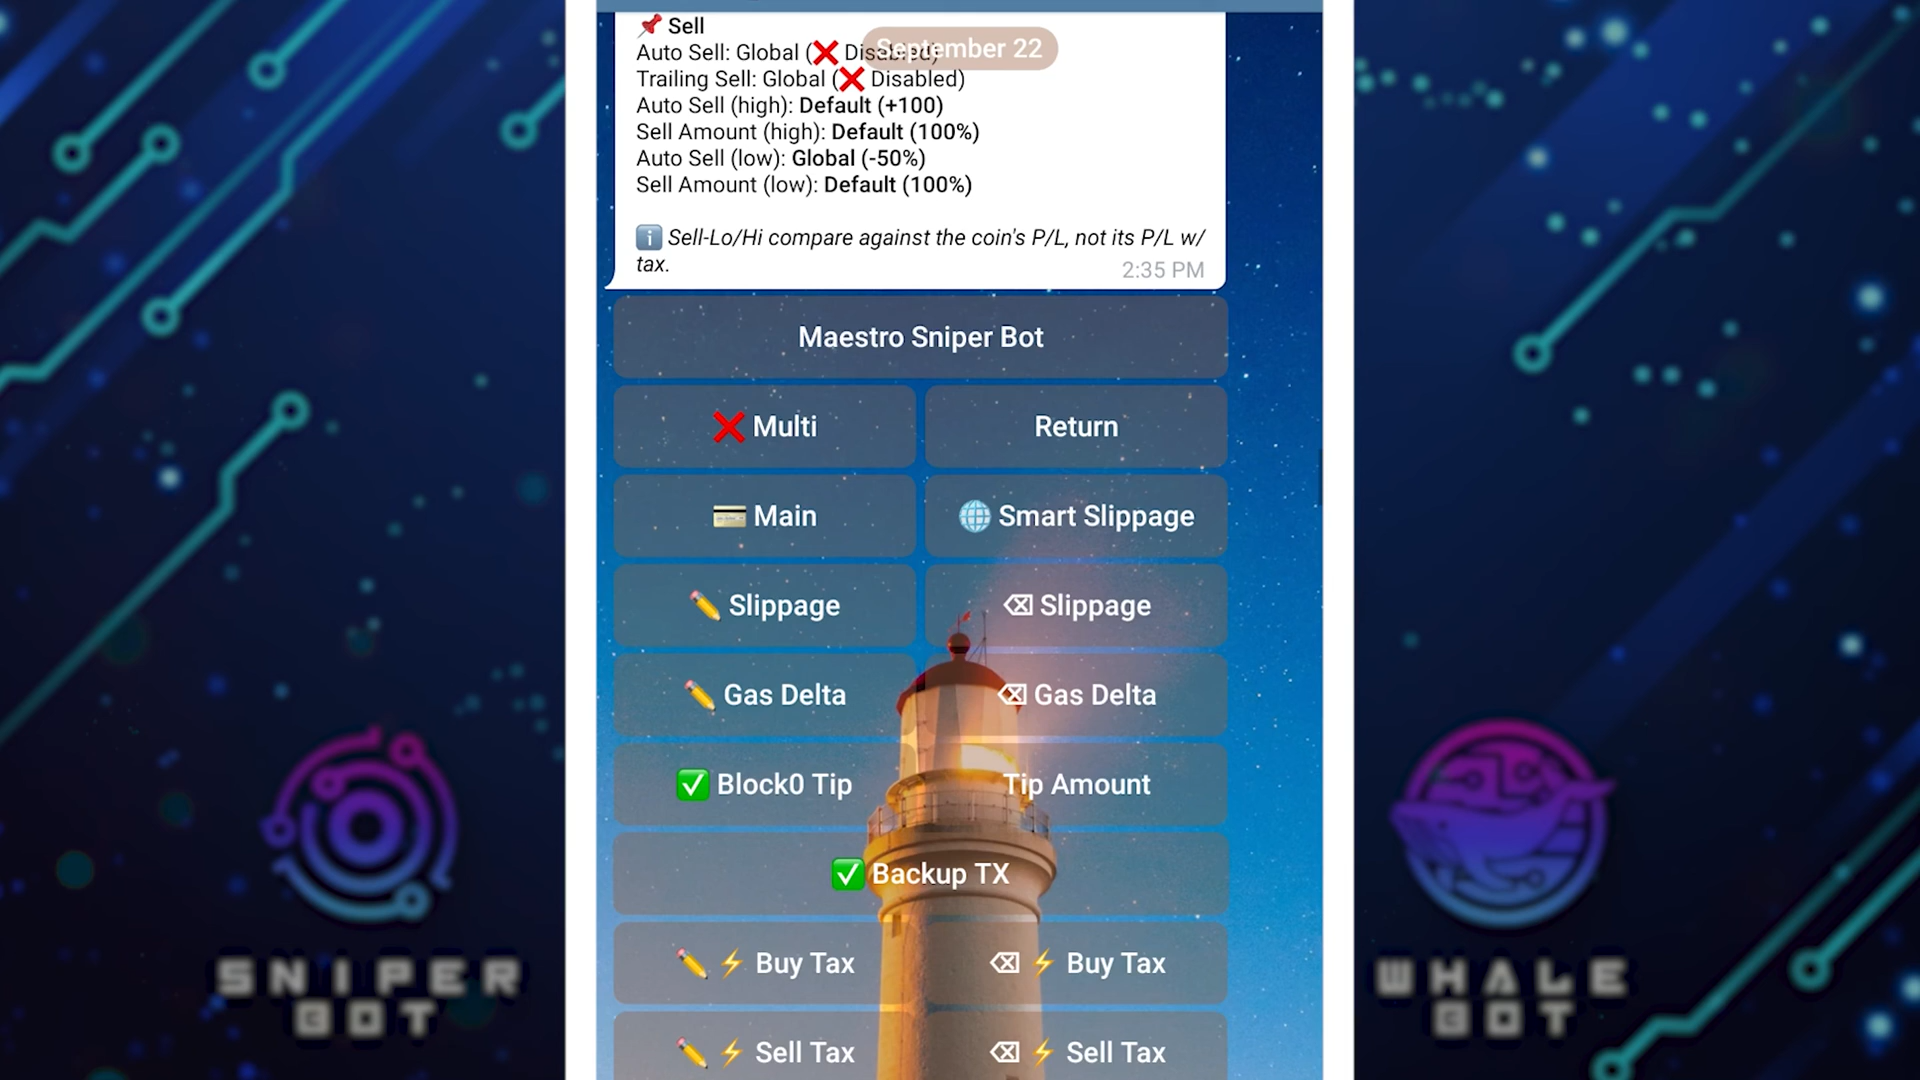 📌 Sell
September 22
Auto Sell: Global (❌ Disabled)
Trailing Sell: Global (❌ Disabled)
Auto Sell (high): Default (+100)
Sell Amount (high): Default (100%)
Auto Sell (low): Global (-50%)
Sell Amount (low): Default (100%)
ℹ️ Sell-Lo/Hi compare against the coin's P/L, not its P/L w/
tax.
2:35 PM
Maestro Sniper Bot
❌ Multi
Return
💳 Main
🌐 Smart Slippage
✏️ Slippage
⌫ Slippage
✏️ Gas Delta
⌫ Gas Delta
✅ Block0 Tip
Tip Amount
✅ Backup TX
✏️ ⚡ Buy Tax
⌫ ⚡ Buy Tax
✏️ ⚡ Sell Tax
⌫ ⚡ Sell Tax
SNIPER
BOT
WHALE
BOT